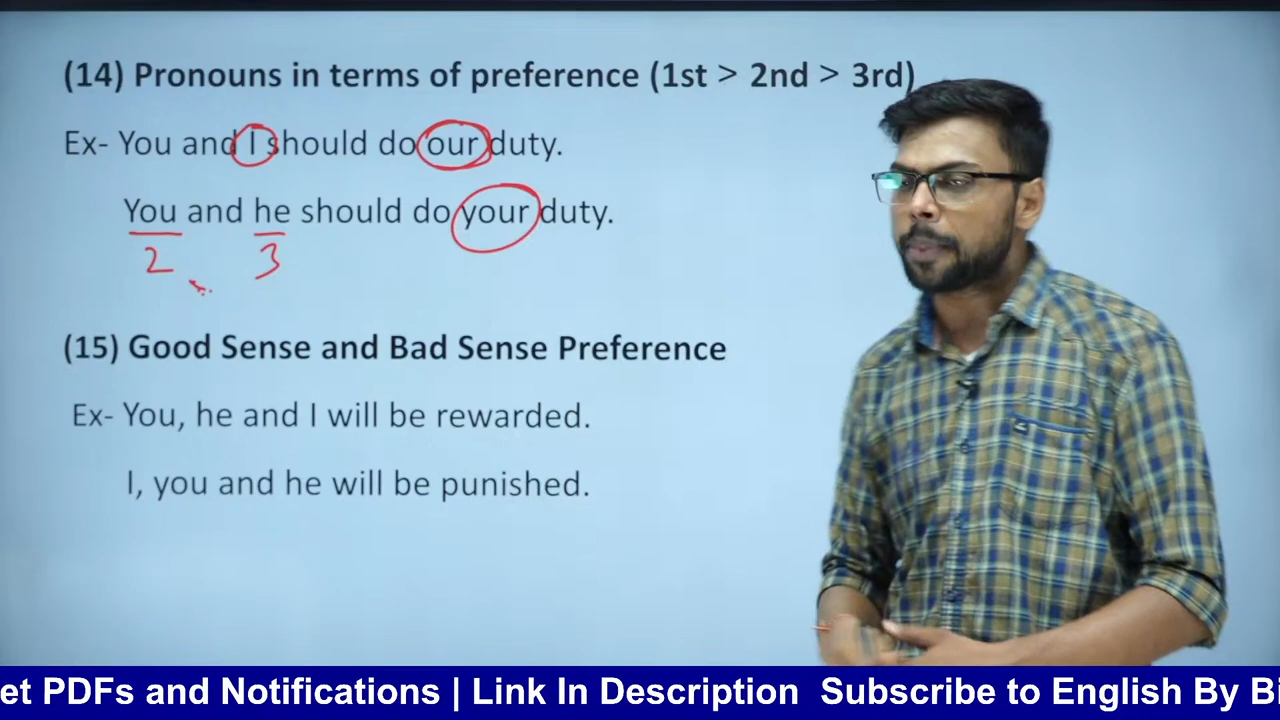 (14) Pronouns in terms of preference (1st > 2nd > 3rd)
Ex- You and I should do our duty.
You and he should do your duty.
2 3
(15) Good Sense and Bad Sense Preference
Ex- You, he and I will be rewarded.
I, you and he will be punished.
et PDFs and Notifications | Link In Description Subscribe to English By Bi